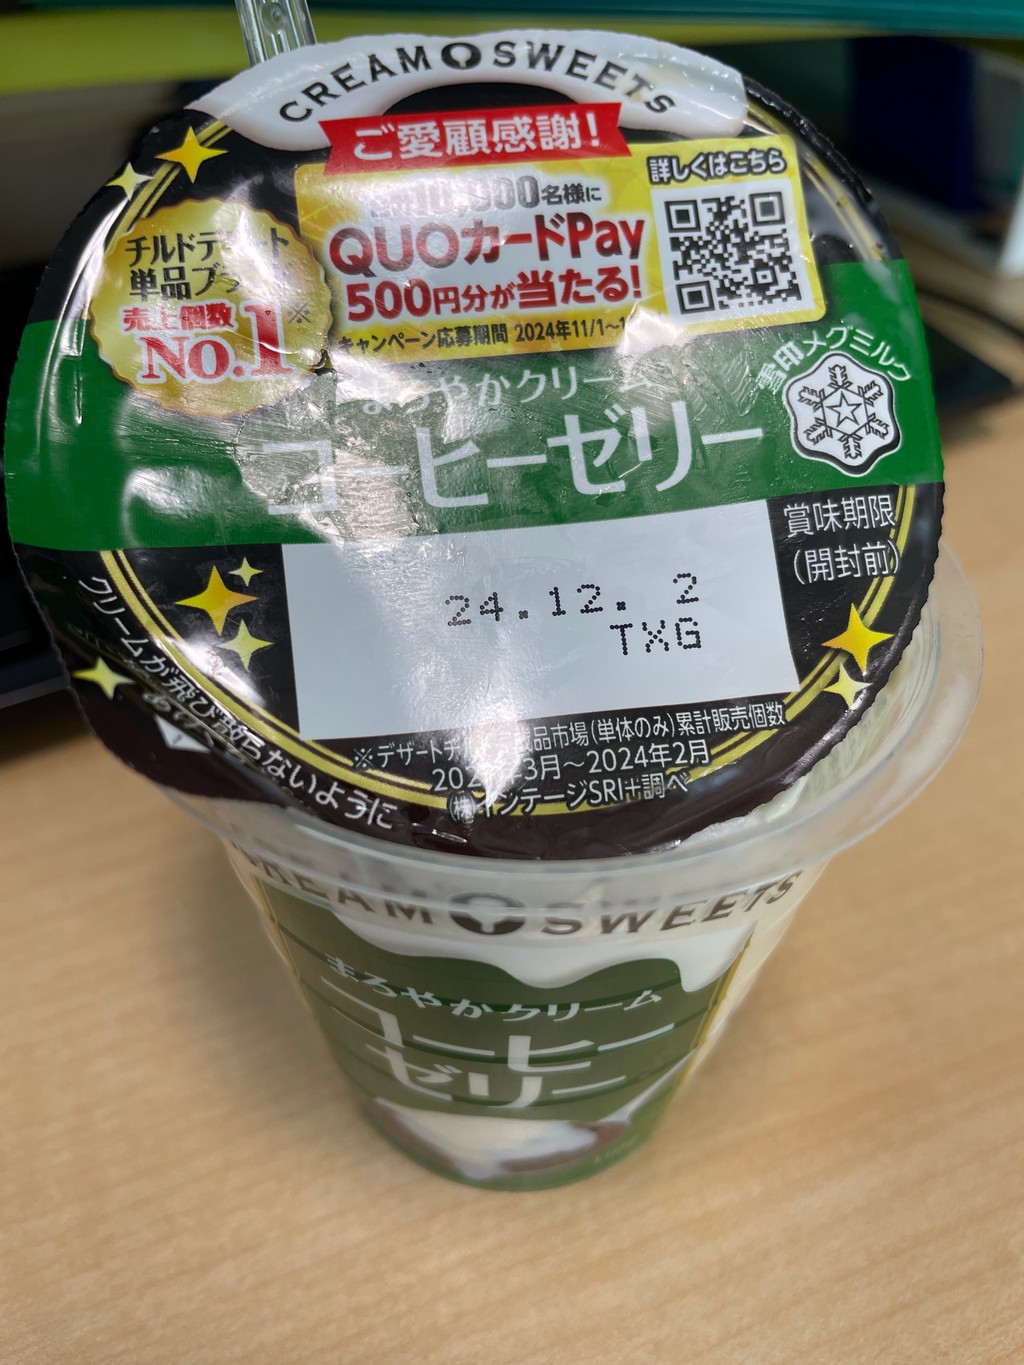 CREAM SWEETS
ご愛顧感謝！
10,000名様に
QUOカードPay
500円分が当たる！
キャンペーン応募期間 2024年11/1～1
詳しくはこちら
チルドデザート
単品ブラ
売上個数
No.1※
まろやかクリーム
コーヒーゼリー
雪印メグミルク
賞味期限
(開封前)
24.12. 2
TXG
クリームが飛び散らないように
※デザートチル 品市場(単体のみ)累計販売個数
年3月～2024年2月
㈱インテージSRI+調べ
CREAM SWEETS
まろやかクリーム
コーヒー
ゼリー